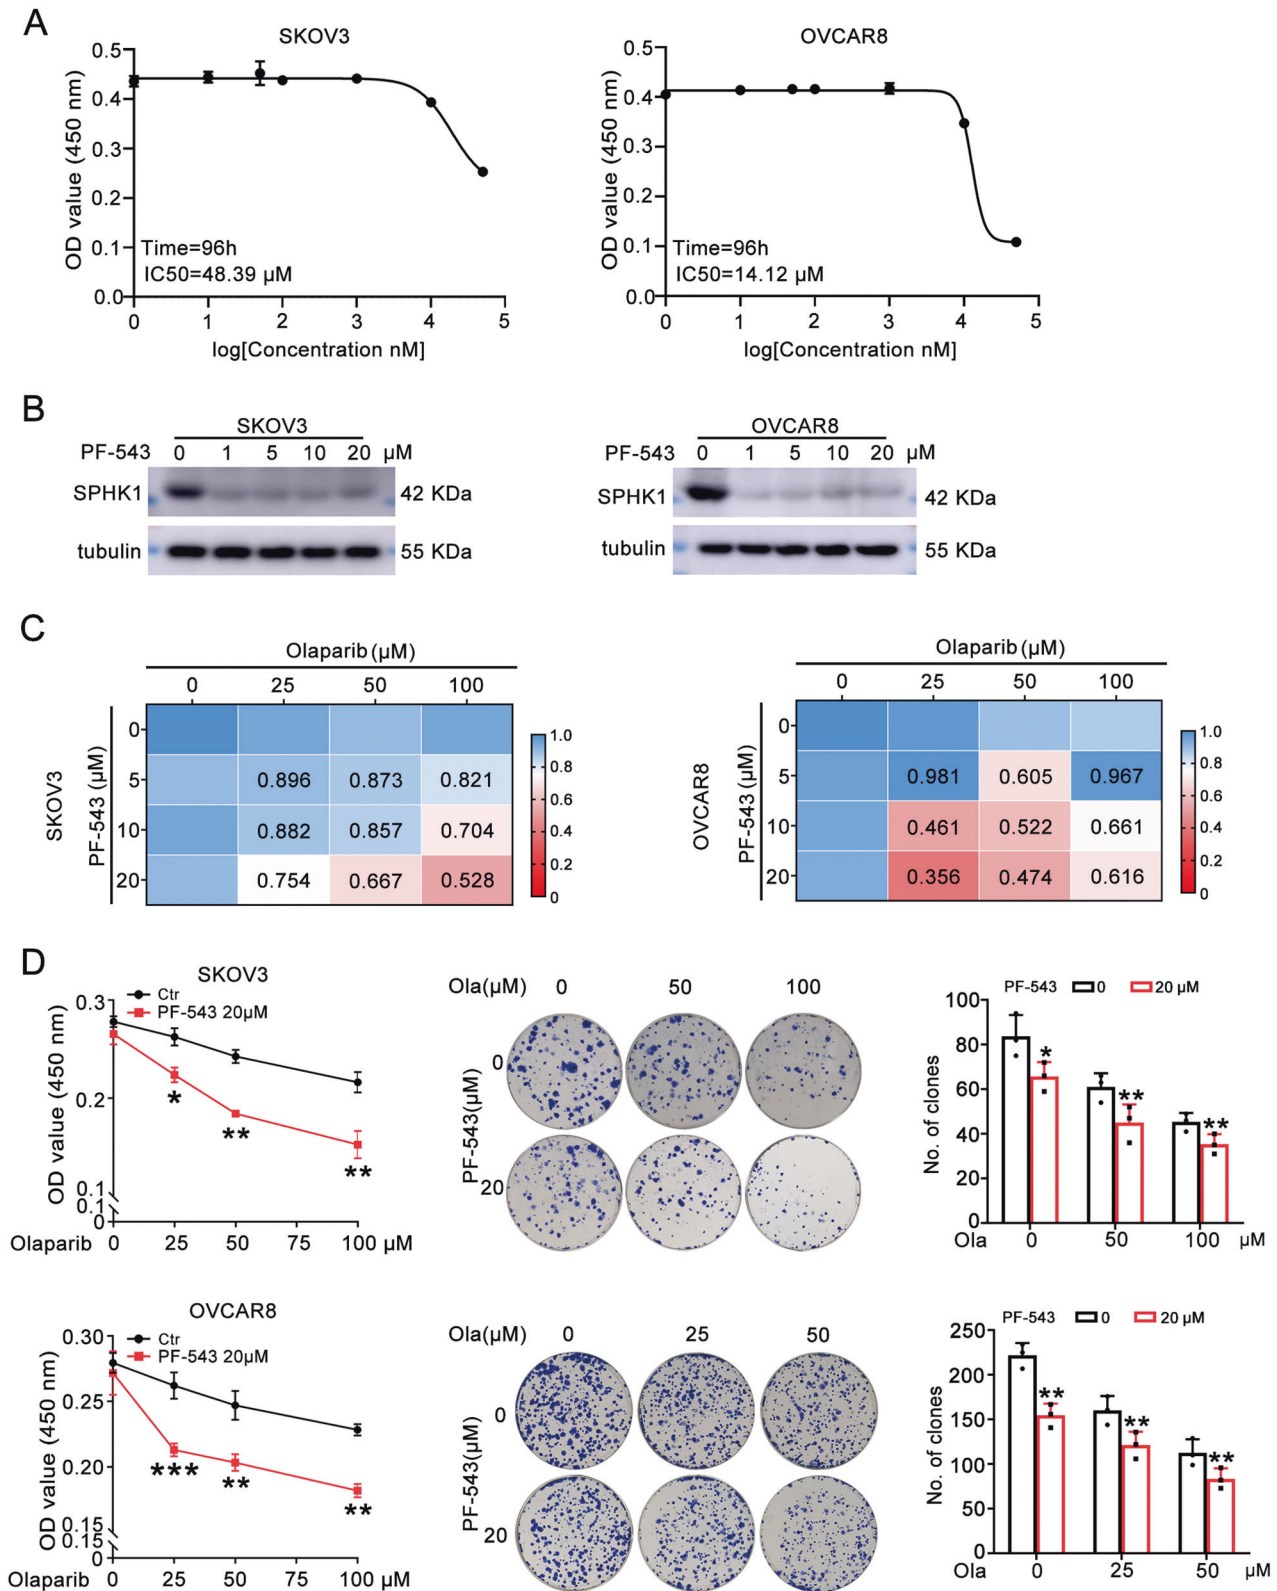 A
SKOV3
OD value (450 nm)
0.5
0.4
0.3
0.2
0.1
0.0
Time=96h
IC50=48.39 µM
0 1 2 3 4 5
log[Concentration nM]
OVCAR8
OD value (450 nm)
0.5
0.4
0.3
0.2
0.1
0.0
Time=96h
IC50=14.12 µM
0 1 2 3 4 5
log[Concentration nM]
B
SKOV3
PF-543 0 1 5 10 20 µM
SPHK1 42 KDa
tubulin 55 KDa
OVCAR8
PF-543 0 1 5 10 20 µM
SPHK1 42 KDa
tubulin 55 KDa
C
Olaparib (µM)
0 25 50 100
SKOV3
PF-543 (µM)
0
5 0.896 0.873 0.821
10 0.882 0.857 0.704
20 0.754 0.667 0.528
1.0
0.8
0.6
0.4
0.2
0
Olaparib (µM)
0 25 50 100
OVCAR8
PF-543 (µM)
0
5 0.981 0.605 0.967
10 0.461 0.522 0.661
20 0.356 0.474 0.616
1.0
0.8
0.6
0.4
0.2
0
D
SKOV3
Ctr
PF-543 20µM
OD value (450 nm)
0.3
0.2
0.1
0
*
**
**
Olaparib 0 25 50 75 100 µM
Ola(µM) 0 50 100
PF-543(µM)
0
20
PF-543 0 20 µM
No. of clones
100
80
60
40
20
0
*
**
**
Ola 0 50 100 µM
OVCAR8
Ctr
PF-543 20µM
OD value (450 nm)
0.30
0.25
0.20
0.15
0
***
**
**
Olaparib 0 25 50 75 100 µM
Ola(µM) 0 25 50
PF-543(µM)
0
20
PF-543 0 20 µM
No. of clones
250
200
150
100
50
0
**
**
**
Ola 0 25 50 µM